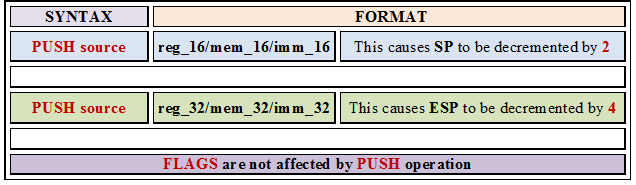 SYNTAX FORMAT
PUSH source reg_16/mem_16/imm_16 This causes SP to be decremented by 2
PUSH source reg_32/mem_32/imm_32 This causes ESP to be decremented by 4
FLAGS are not affected by PUSH operation